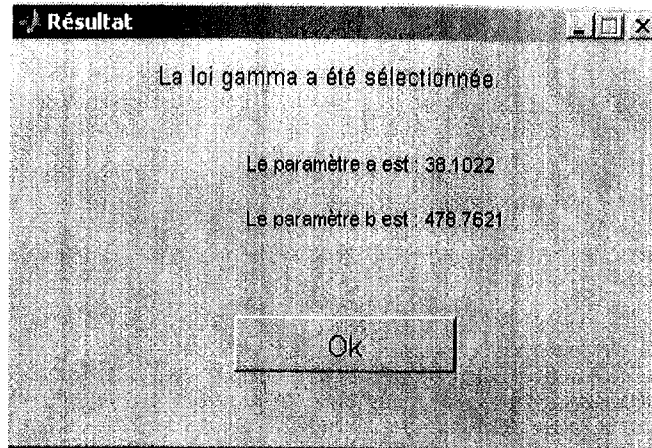 Résultat
La loi gamma a été sélectionnée.
Le paramètre a est : 38.1022
Le paramètre b est : 478.7621
Ok